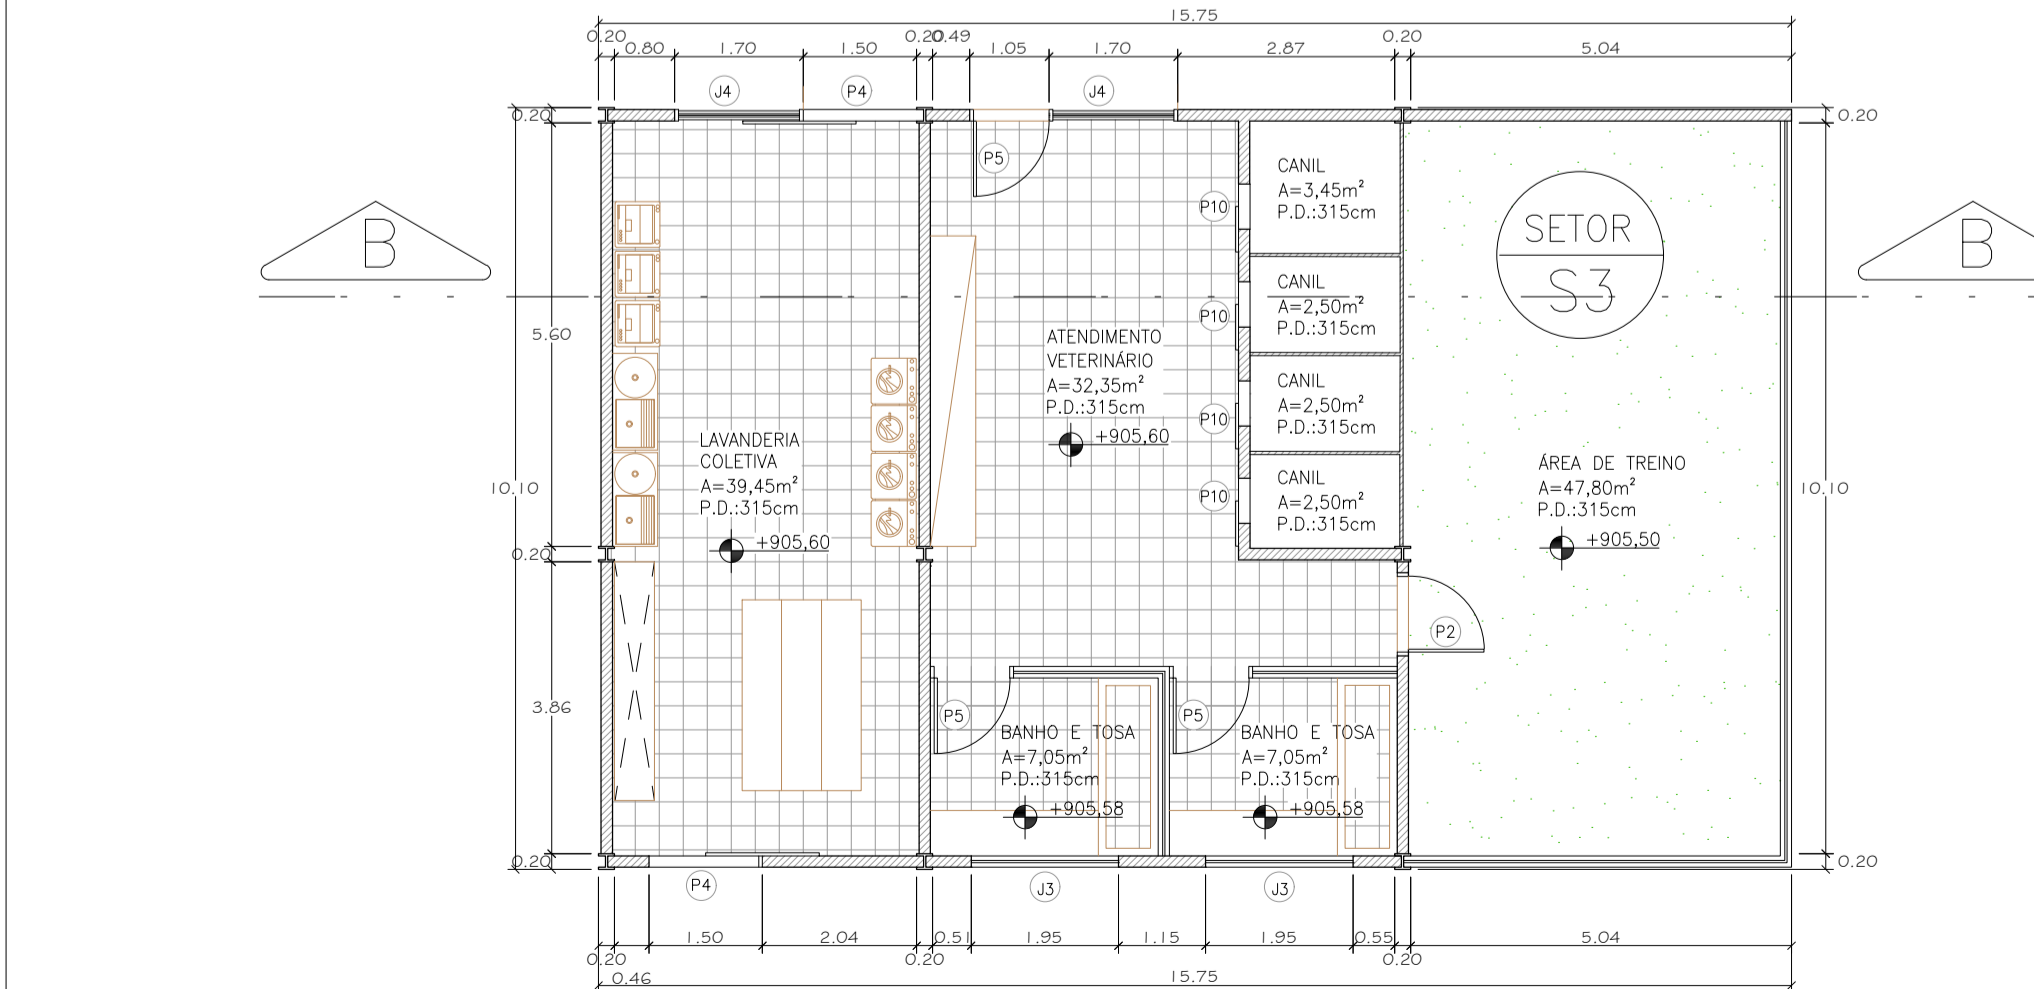 15.75
0.20
0.80
1.70
1.50
0.20
0.49
1.05
1.70
2.87
0.20
5.04
J4
P4
J4
0.20
0.20
P5
CANIL
A=3,45m²
P.D.:315cm
P10
SETOR
S3
B
B
CANIL
A=2,50m²
P.D.:315cm
P10
5.60
ATENDIMENTO
VETERINÁRIO
A=32,35m²
P.D.:315cm
+905,60
CANIL
A=2,50m²
P.D.:315cm
P10
LAVANDERIA
COLETIVA
A=39,45m²
P.D.:315cm
+905,60
CANIL
A=2,50m²
P.D.:315cm
P10
ÁREA DE TREINO
A=47,80m²
P.D.:315cm
+905,50
10.10
10.10
0.20
P2
3.86
P5
BANHO E TOSA
A=7,05m²
P.D.:315cm
+905,58
P5
BANHO E TOSA
A=7,05m²
P.D.:315cm
+905,58
0.20
0.20
P4
J3
J3
1.50
2.04
0.51
1.95
1.15
1.95
0.55
5.04
0.20
0.20
0.20
0.46
15.75